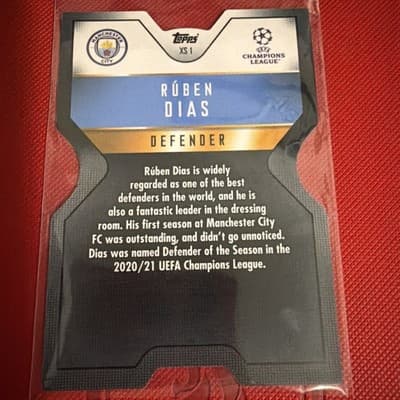 MANCHESTER
CITY
Topps
XS 1
UEFA
CHAMPIONS
LEAGUE
RÚBEN
DIAS
DEFENDER
Rúben Dias is widely
regarded as one of the best
defenders in the world, and he is
also a fantastic leader in the dressing
room. His first season at Manchester City
FC was outstanding, and didn't go unnoticed.
Dias was named Defender of the Season in the
2020/21 UEFA Champions League.